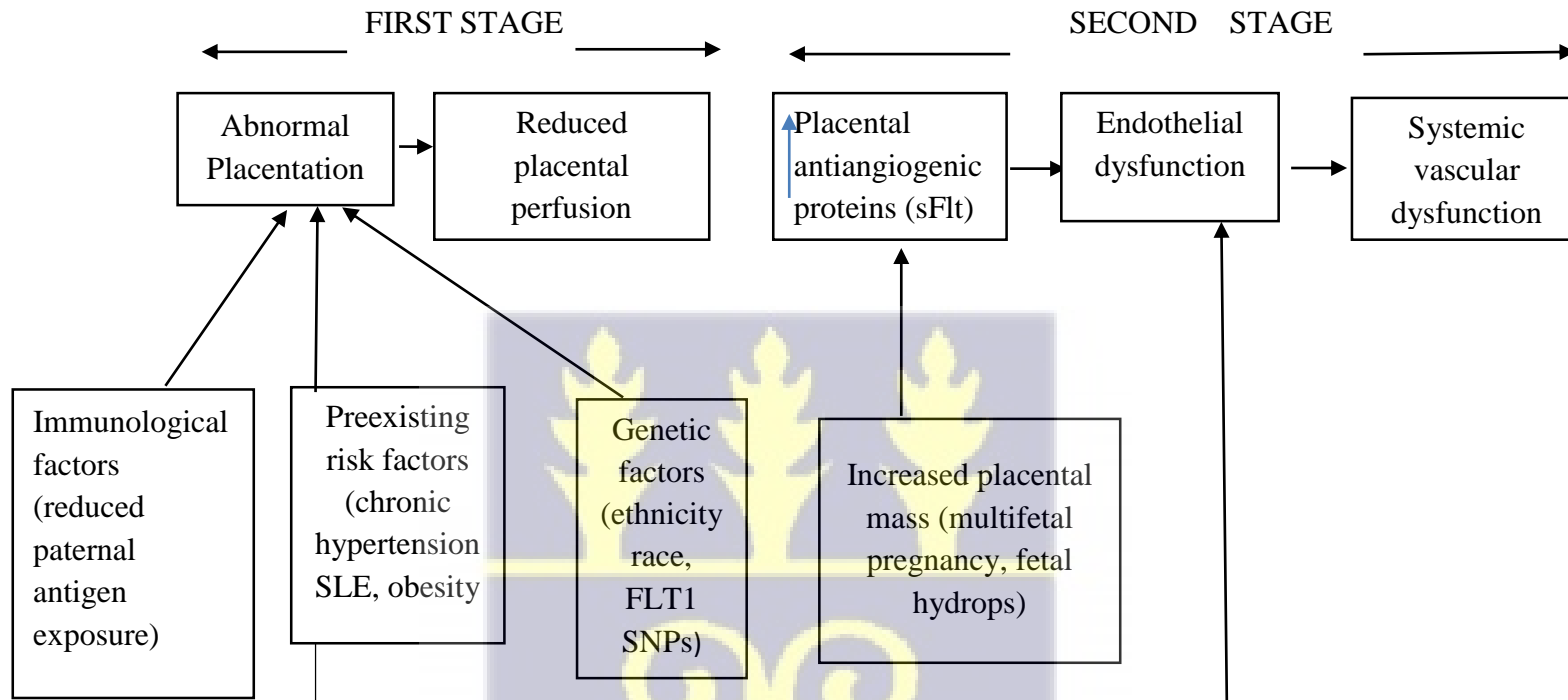 FIRST STAGE
SECOND STAGE
Abnormal
Placentation
Reduced
placental
perfusion
Placental
antiangiogenic
proteins (sFlt)
Endothelial
dysfunction
Systemic
vascular
dysfunction
Immunological
factors
(reduced
paternal
antigen
exposure)
Preexisting
risk factors
(chronic
hypertension
SLE, obesity
Genetic
factors
(ethnicity
race,
FLT1
SNPs)
Increased placental
mass (multifetal
pregnancy, fetal
hydrops)